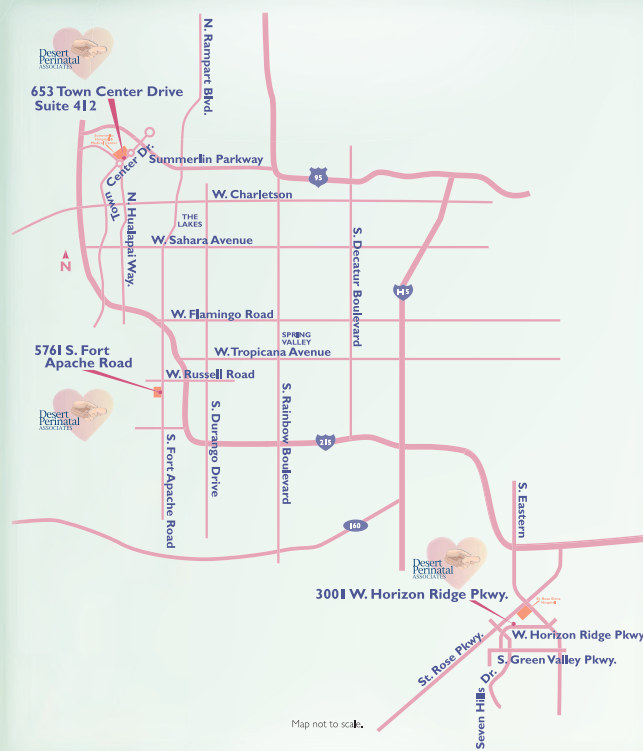 Desert
Perinatal
ASSOCIATES
653 Town Center Drive
Suite 412
N. Rampart Blvd.
Town Center Dr.
Summerlin Parkway
95
W. Charletson
N. Hualapai Way.
THE
LAKES
W. Sahara Avenue
S. Decatur Boulevard
N
H5
W. Flamingo Road
SPRING
VALLEY
5761 S. Fort
Apache Road
W. Tropicana Avenue
W. Russell Road
Desert
Perinatal
ASSOCIATES
S. Fort Apache Road
S. Durango Drive
S. Rainbow Boulevard
215
160
S. Eastern
Desert
Perinatal
ASSOCIATES
3001 W. Horizon Ridge Pkwy.
W. Horizon Ridge Pkwy
S. Green Valley Pkwy.
St. Rose Pkwy.
Seven Hills Dr.
Map not to scale.